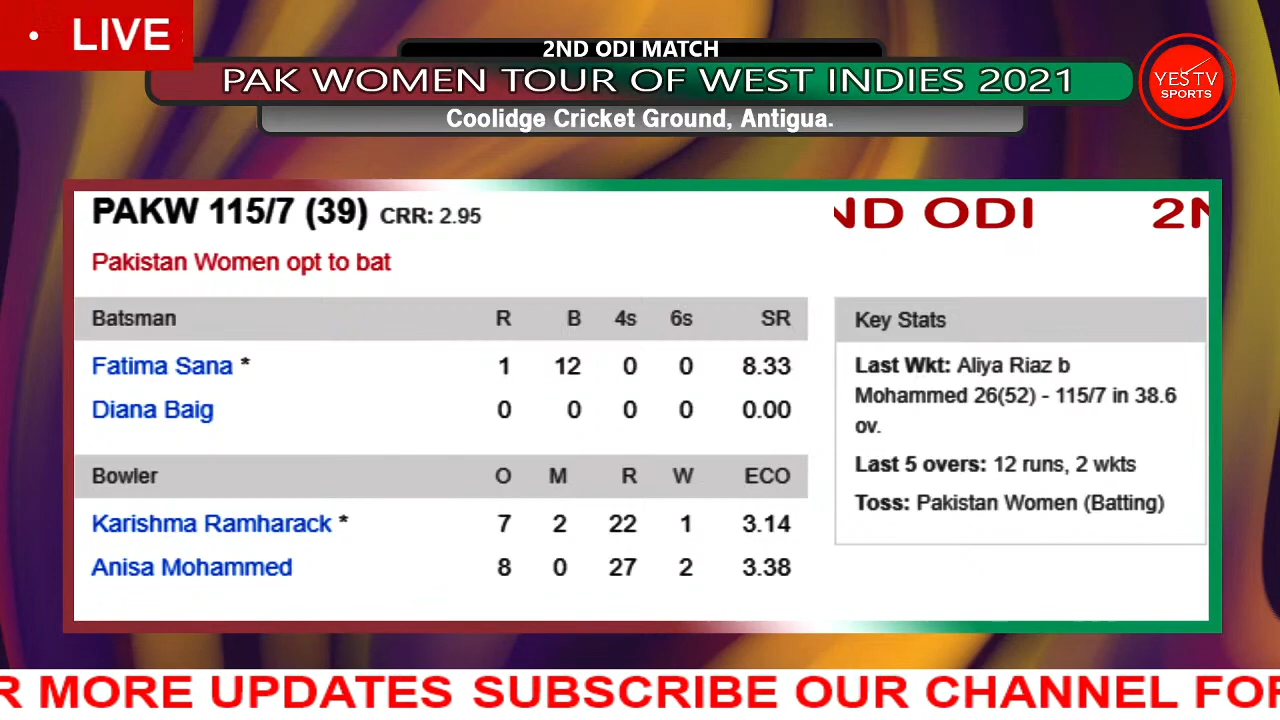 LIVE
2ND ODI MATCH
PAK WOMEN TOUR OF WEST INDIES 2021
YESTV
SPORTS
Coolidge Cricket Ground, Antigua.
PAKW 115/7 (39) CRR: 2.95
ND ODI 2N
Pakistan Women opt to bat
Batsman R B 4s 6s SR
Fatima Sana * 1 12 0 0 8.33
Diana Baig 0 0 0 0 0.00
Bowler O M R W ECO
Karishma Ramharack * 7 2 22 1 3.14
Anisa Mohammed 8 0 27 2 3.38
Key Stats
Last Wkt: Aliya Riaz b
Mohammed 26(52) - 115/7 in 38.6
ov.
Last 5 overs: 12 runs, 2 wkts
Toss: Pakistan Women (Batting)
R MORE UPDATES SUBSCRIBE OUR CHANNEL FOR